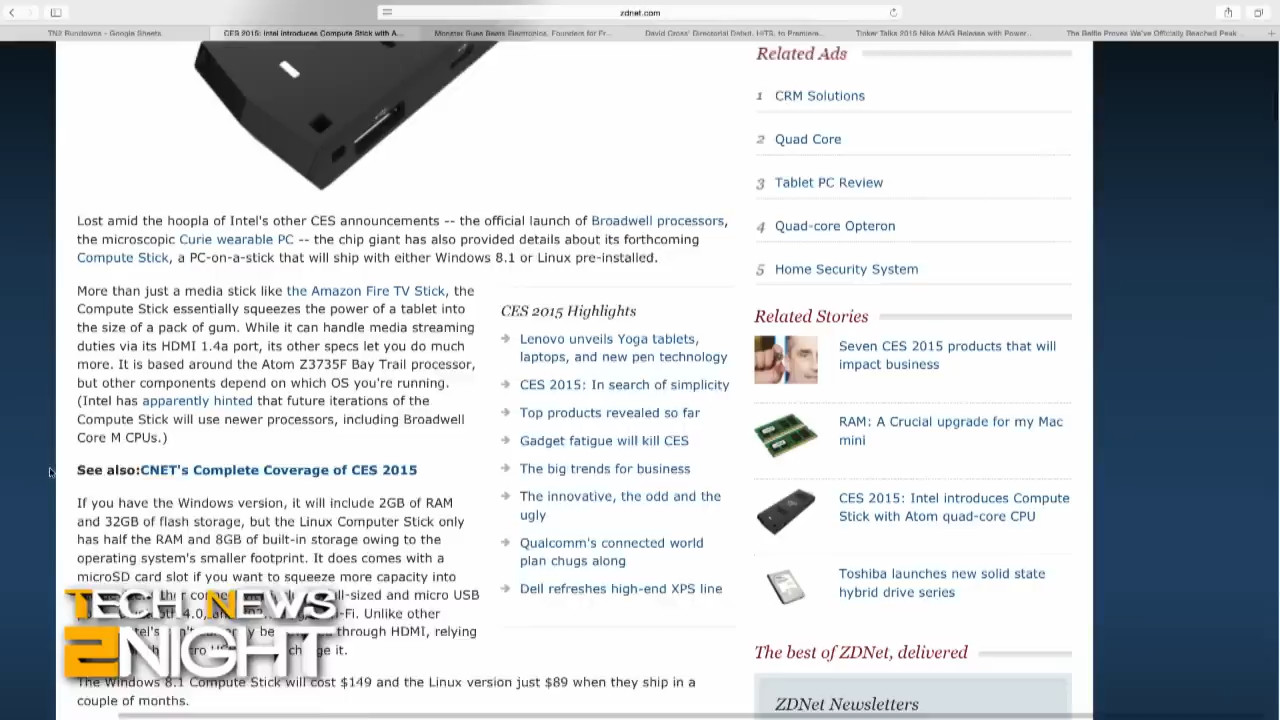 zdnet.com
TN2 Rundowns - Google Sheets
CES 2015: Intel introduces Compute Stick with A...
Monster Sues Beats Electronics, Founders for Fr...
David Cross' Directorial Debut, HITS, to Premiere...
Tinker Talks 2015 Nike MAG Release with Power...
The Belfie Proves We've Officially Reached Peak...
Lost amid the hoopla of Intel's other CES announcements -- the official launch of Broadwell processors,
the microscopic Curie wearable PC -- the chip giant has also provided details about its forthcoming
Compute Stick, a PC-on-a-stick that will ship with either Windows 8.1 or Linux pre-installed.
More than just a media stick like the Amazon Fire TV Stick, the
Compute Stick essentially squeezes the power of a tablet into
the size of a pack of gum. While it can handle media streaming
duties via its HDMI 1.4a port, its other specs let you do much
more. It is based around the Atom Z3735F Bay Trail processor,
but other components depend on which OS you're running.
(Intel has apparently hinted that future iterations of the
Compute Stick will use newer processors, including Broadwell
Core M CPUs.)
See also:CNET's Complete Coverage of CES 2015
If you have the Windows version, it will include 2GB of RAM
and 32GB of flash storage, but the Linux Computer Stick only
has half the RAM and 8GB of built-in storage owing to the
operating system's smaller footprint. It does comes with a
microSD card slot if you want to squeeze more capacity into
and micro USB
4.0, Unlike other
through HDMI, relying
it.
The Windows 8.1 Compute Stick will cost $149 and the Linux version just $89 when they ship in a
couple of months.
CES 2015 Highlights
Lenovo unveils Yoga tablets,
laptops, and new pen technology
CES 2015: In search of simplicity
Top products revealed so far
Gadget fatigue will kill CES
The big trends for business
The innovative, the odd and the
ugly
Qualcomm's connected world
plan chugs along
Dell refreshes high-end XPS line
Related Ads
1 CRM Solutions
2 Quad Core
3 Tablet PC Review
4 Quad-core Opteron
5 Home Security System
Related Stories
Seven CES 2015 products that will
impact business
RAM: A Crucial upgrade for my Mac
mini
CES 2015: Intel introduces Compute
Stick with Atom quad-core CPU
Toshiba launches new solid state
hybrid drive series
The best of ZDNet, delivered
ZDNet Newsletters
TECH NEWS
2NIGHT